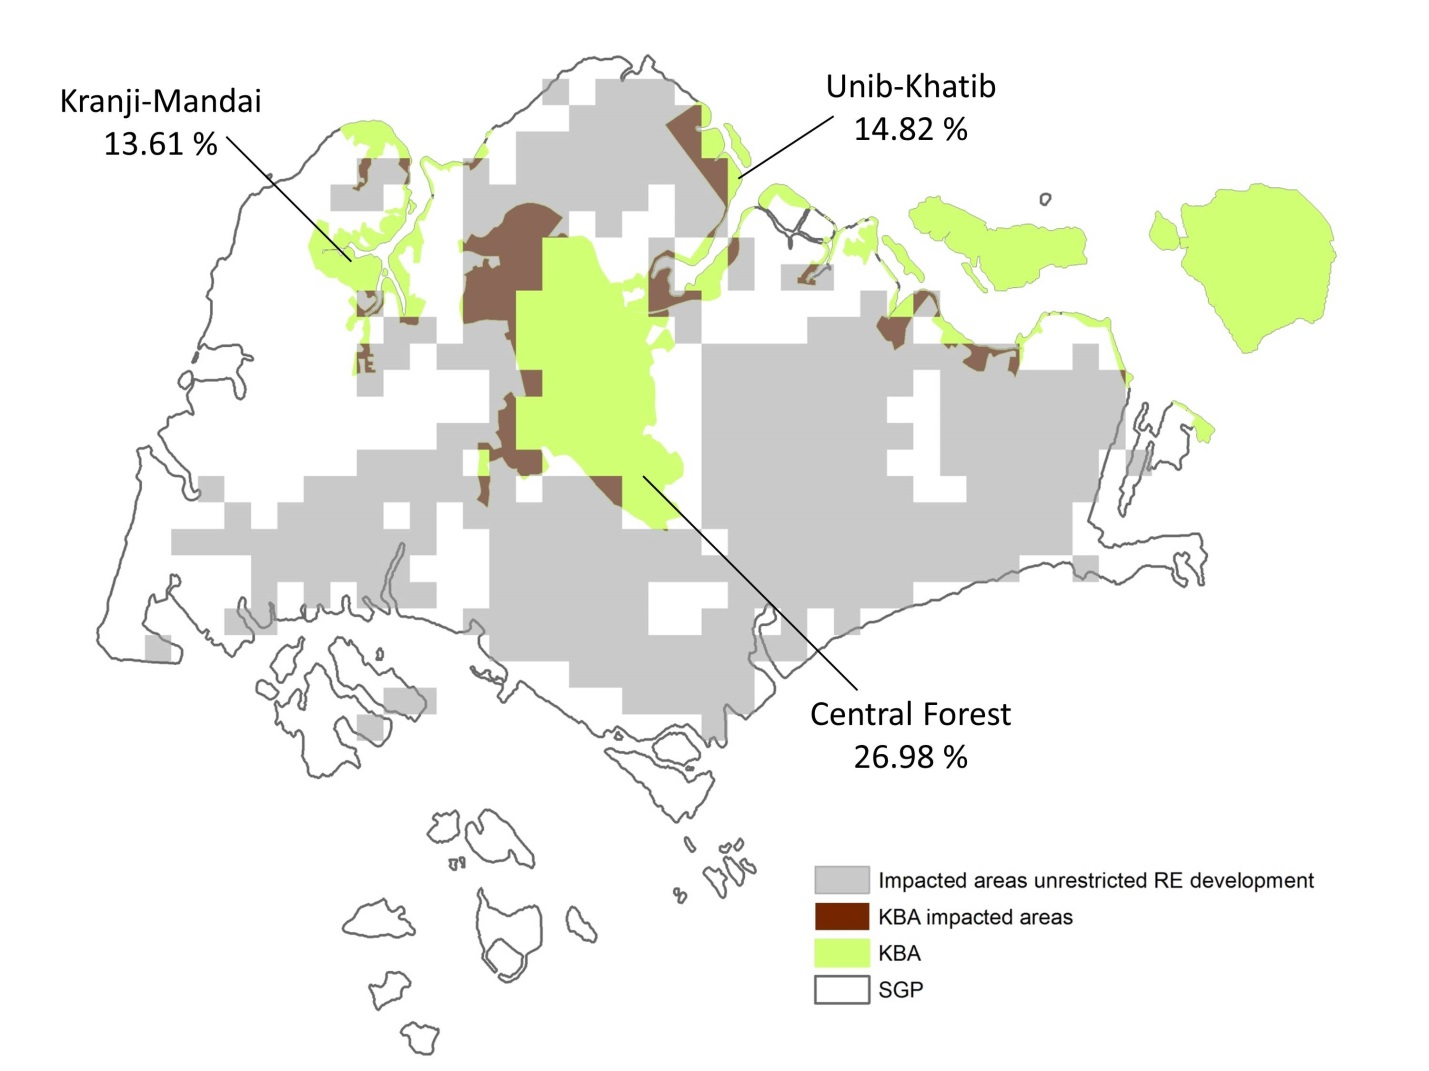 Kranji-Mandai
13.61 %
Unib-Khatib
14.82 %
Central Forest
26.98 %
Impacted areas unrestricted RE development
KBA impacted areas
KBA
SGP